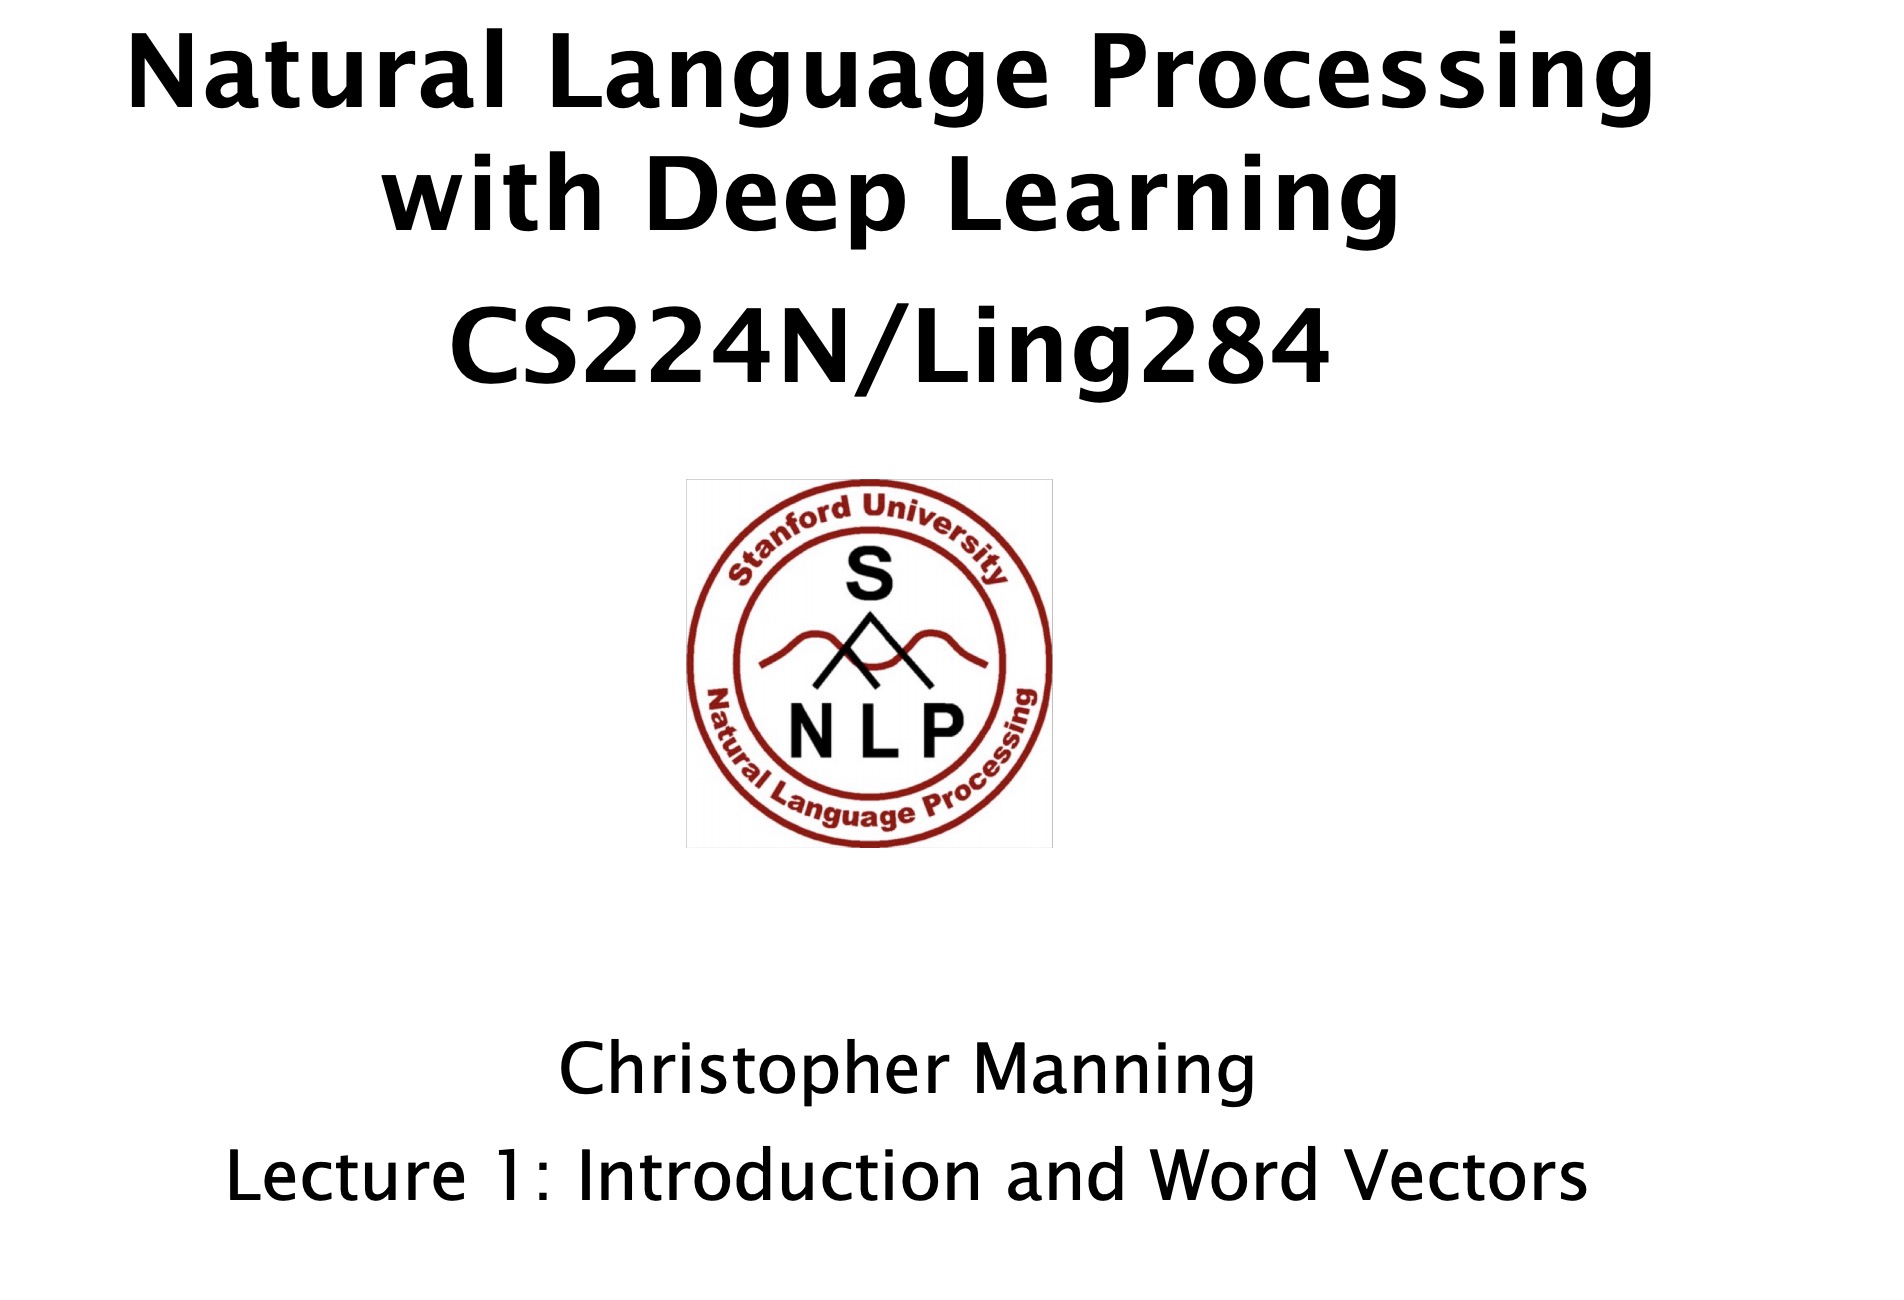 Natural Language Processing
with Deep Learning
CS224N/Ling284
Stanford University
S
N L P
Natural Language Processing
Christopher Manning
Lecture 1: Introduction and Word Vectors